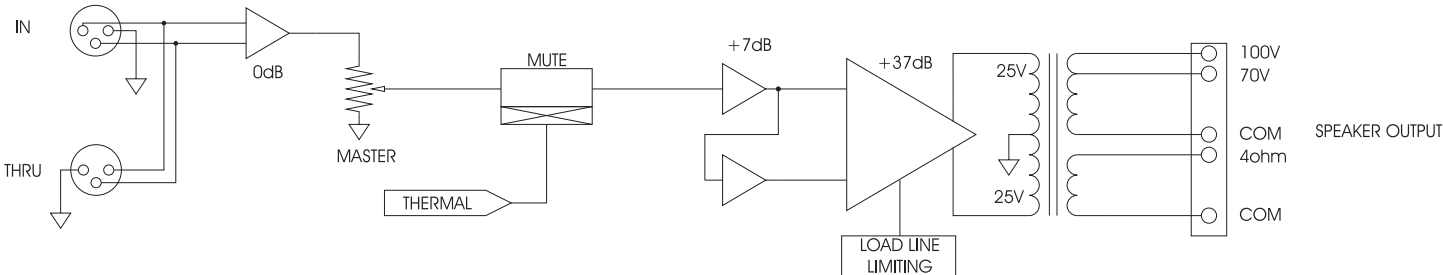 IN
0dB
THRU
MASTER
MUTE
THERMAL
+7dB
+37dB
LOAD LINE
LIMITING
25V
25V
100V
70V
COM
4ohm
COM
SPEAKER OUTPUT